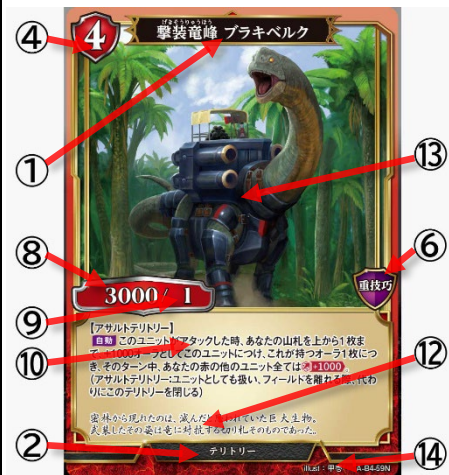 げきそうりゅうほう
④ 4 撃装竜峰 ブラキベルク
①
⑬
⑧ ⑥
3000/ 1 重技巧
⑨
【アサルトテリトリー】
⑩ 自動 このユニットがアタックした時、あなたの山札を上から1枚ま
で、+1000オーラとしてこのユニットにつけ、これが持つオーラ1枚につ
き、そのターン中、あなたの赤の他のユニット全ては +1000。
(アサルトテリトリー:ユニットとしても扱い、フィールドを離れる 、代わ
りにこのテリトリーを閉じる)
⑫
密林から現れたのは、滅んだ われていた巨大生物。
武装したその姿は竜に対抗する切り札そのものであった。
② テリトリー
illust:甲 A-B4-69N ⑭